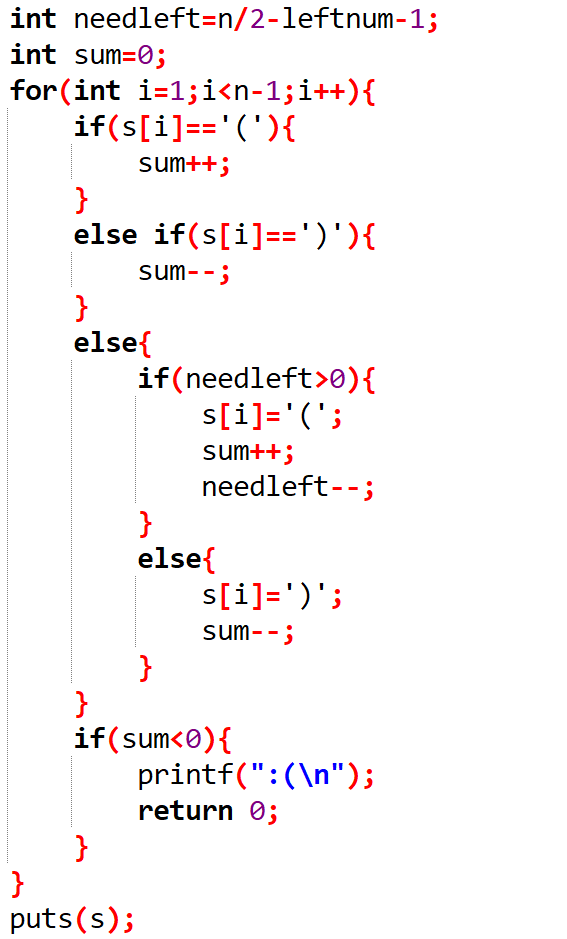 int needleft=n/2-leftnum-1;
int sum=0;
for(int i=1;i<n-1;i++){
    if(s[i]=='('){
        sum++;
    }
    else if(s[i]==')'){
        sum--;
    }
    else{
        if(needleft>0){
            s[i]='(';
            sum++;
            needleft--;
        }
        else{
            s[i]=')';
            sum--;
        }
    }
    if(sum<0){
        printf(":(\n");
        return 0;
    }
}
puts(s);